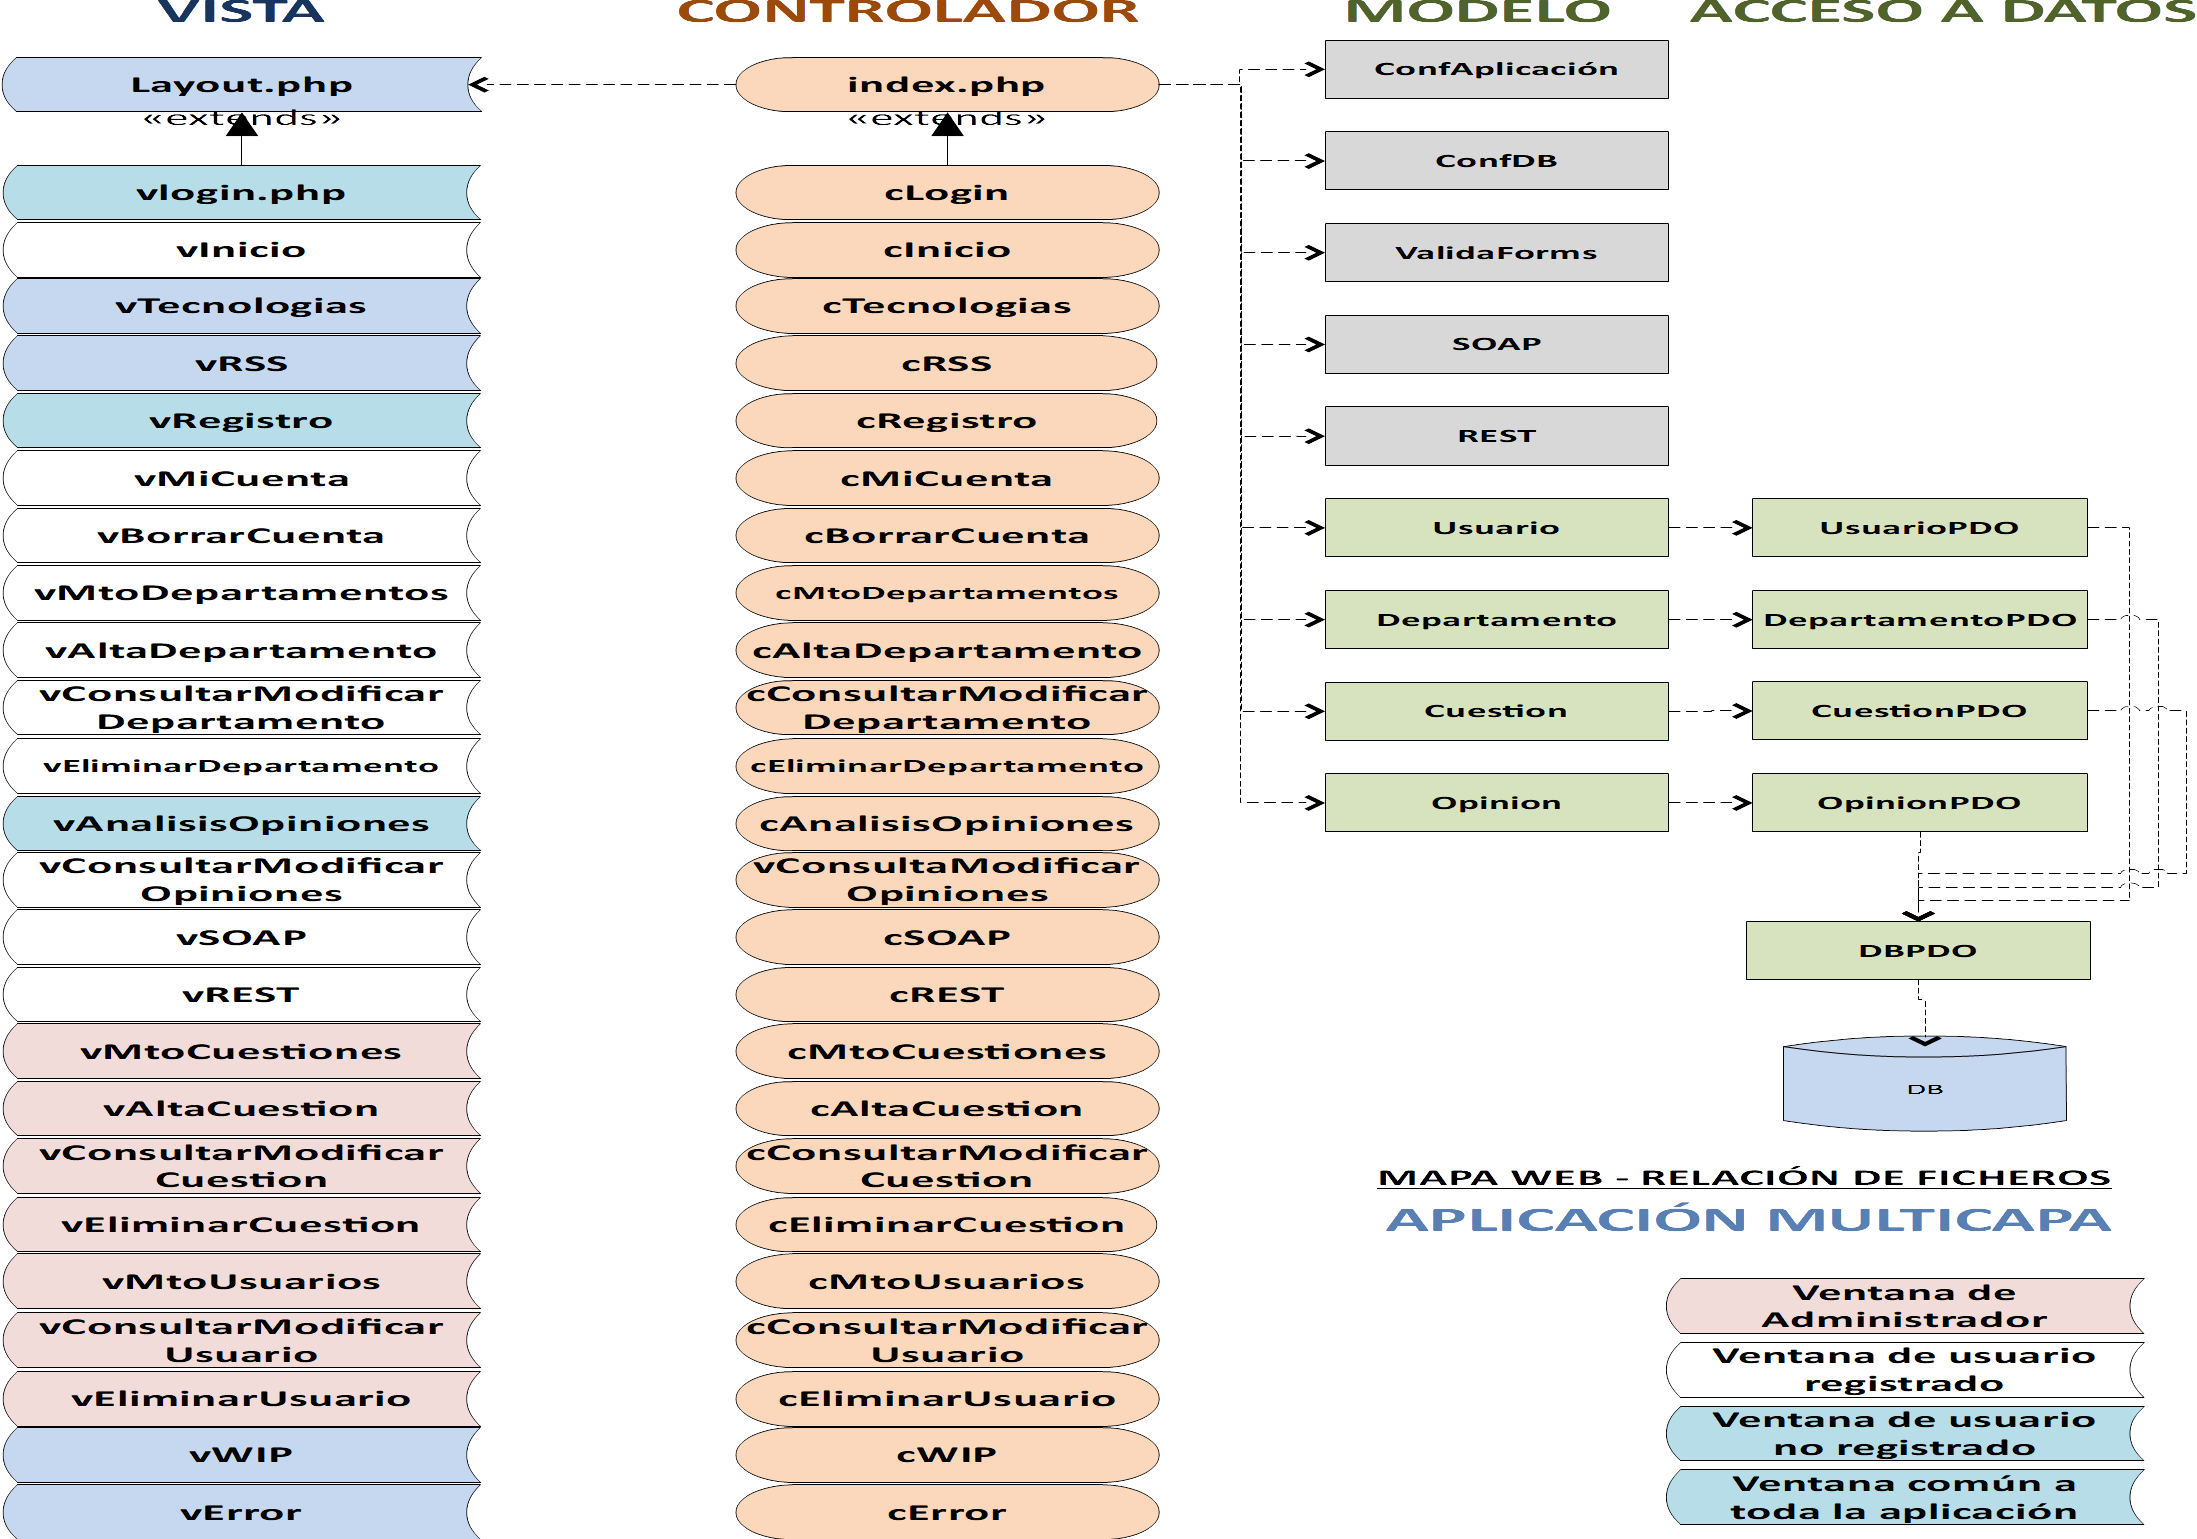 VISTA
CONTROLADOR
MODELO
ACCESO A DATOS
Layout.php
«extends»
vlogin.php
vInicio
vTecnologias
vRSS
vRegistro
vMiCuenta
vBorrarCuenta
vMtoDepartamentos
vAltaDepartamento
vConsultarModificar
Departamento
vEliminarDepartamento
vAnalisisOpiniones
vConsultarModificar
Opiniones
vSOAP
vREST
vMtoCuestiones
vAltaCuestion
vConsultarModificar
Cuestion
vEliminarCuestion
vMtoUsuarios
vConsultarModificar
Usuario
vEliminarUsuario
vWIP
vError
index.php
«extends»
cLogin
cInicio
cTecnologias
cRSS
cRegistro
cMiCuenta
cBorrarCuenta
cMtoDepartamentos
cAltaDepartamento
cConsultarModificar
Departamento
cEliminarDepartamento
cAnalisisOpiniones
vConsultaModificar
Opiniones
cSOAP
cREST
cMtoCuestiones
cAltaCuestion
cConsultarModificar
Cuestion
cEliminarCuestion
cMtoUsuarios
cConsultarModificar
Usuario
cEliminarUsuario
cWIP
cError
ConfAplicación
ConfDB
ValidaForms
SOAP
REST
Usuario
Departamento
Cuestion
Opinion
UsuarioPDO
DepartamentoPDO
CuestionPDO
OpinionPDO
DBPDO
DB
MAPA WEB - RELACIÓN DE FICHEROS
APLICACIÓN MULTICAPA
Ventana de
Administrador
Ventana de usuario
registrado
Ventana de usuario
no registrado
Ventana común a
toda la aplicación